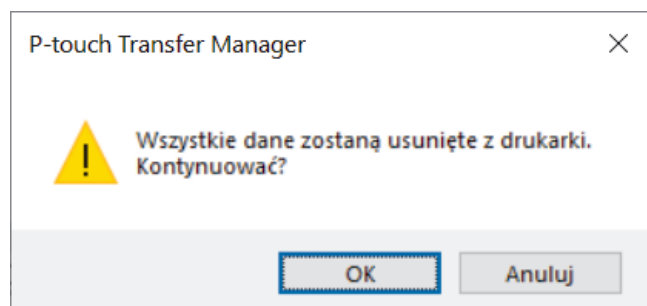 P-touch Transfer Manager
Wszystkie dane zostaną usunięte z drukarki.
Kontynuować?
OK
Anuluj